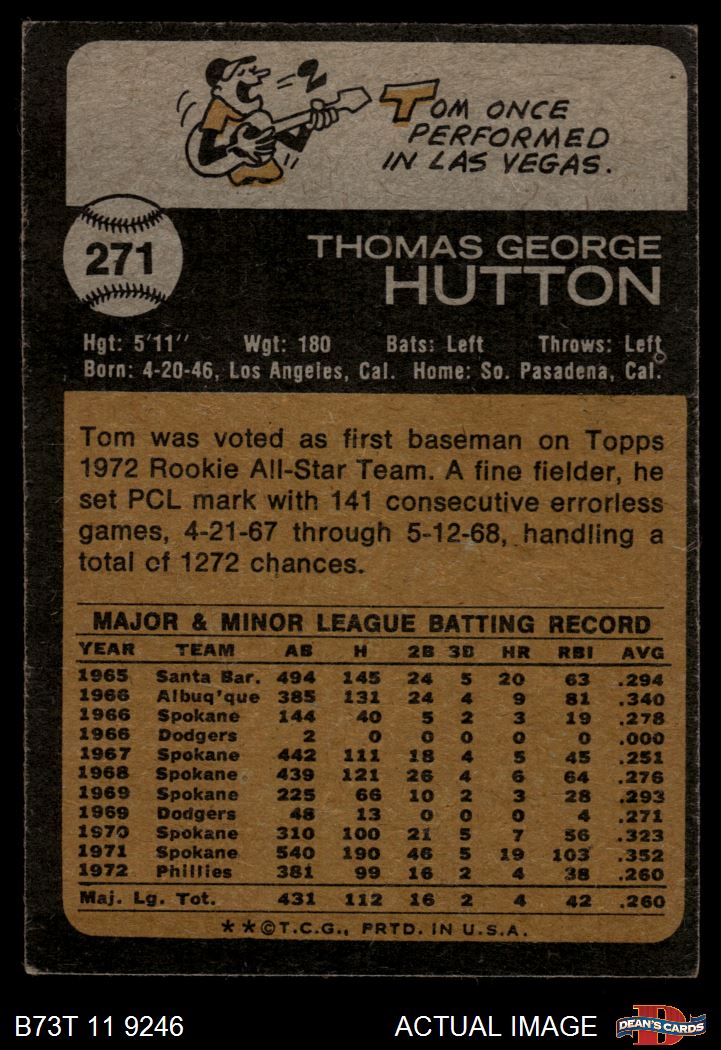 TOM ONCE
PERFORMED
IN LAS VEGAS.
271
THOMAS GEORGE
HUTTON
Hgt: 5'11" Wgt: 180 Bats: Left Throws: Left
Born: 4-20-46, Los Angeles, Cal. Home: So. Pasadena, Cal.
Tom was voted as first baseman on Topps
1972 Rookie All-Star Team. A fine fielder, he
set PCL mark with 141 consecutive errorless
games, 4-21-67 through 5-12-68, handling a
total of 1272 chances.
MAJOR & MINOR LEAGUE BATTING RECORD
YEAR TEAM AB H 2B 3B HR RBI AVG
1965 Santa Bar. 494 145 24 5 20 63 .294
1966 Albuq'que 385 131 24 4 9 81 .340
1966 Spokane 144 40 5 2 3 19 .278
1966 Dodgers 2 0 0 0 0 0 .000
1967 Spokane 442 111 18 4 5 45 .251
1968 Spokane 439 121 26 4 6 64 .276
1969 Spokane 225 66 10 2 3 28 .293
1969 Dodgers 48 13 0 0 0 4 .271
1970 Spokane 310 100 21 5 7 56 .323
1971 Spokane 540 190 46 5 19 103 .352
1972 Phillies 381 99 16 2 4 38 .260
Maj. Lg. Tot. 431 112 16 2 4 42 .260
**©T.C.G., PRTD. IN U.S.A.
B73T 11 9246 ACTUAL IMAGE
D
DEAN'S CARDS